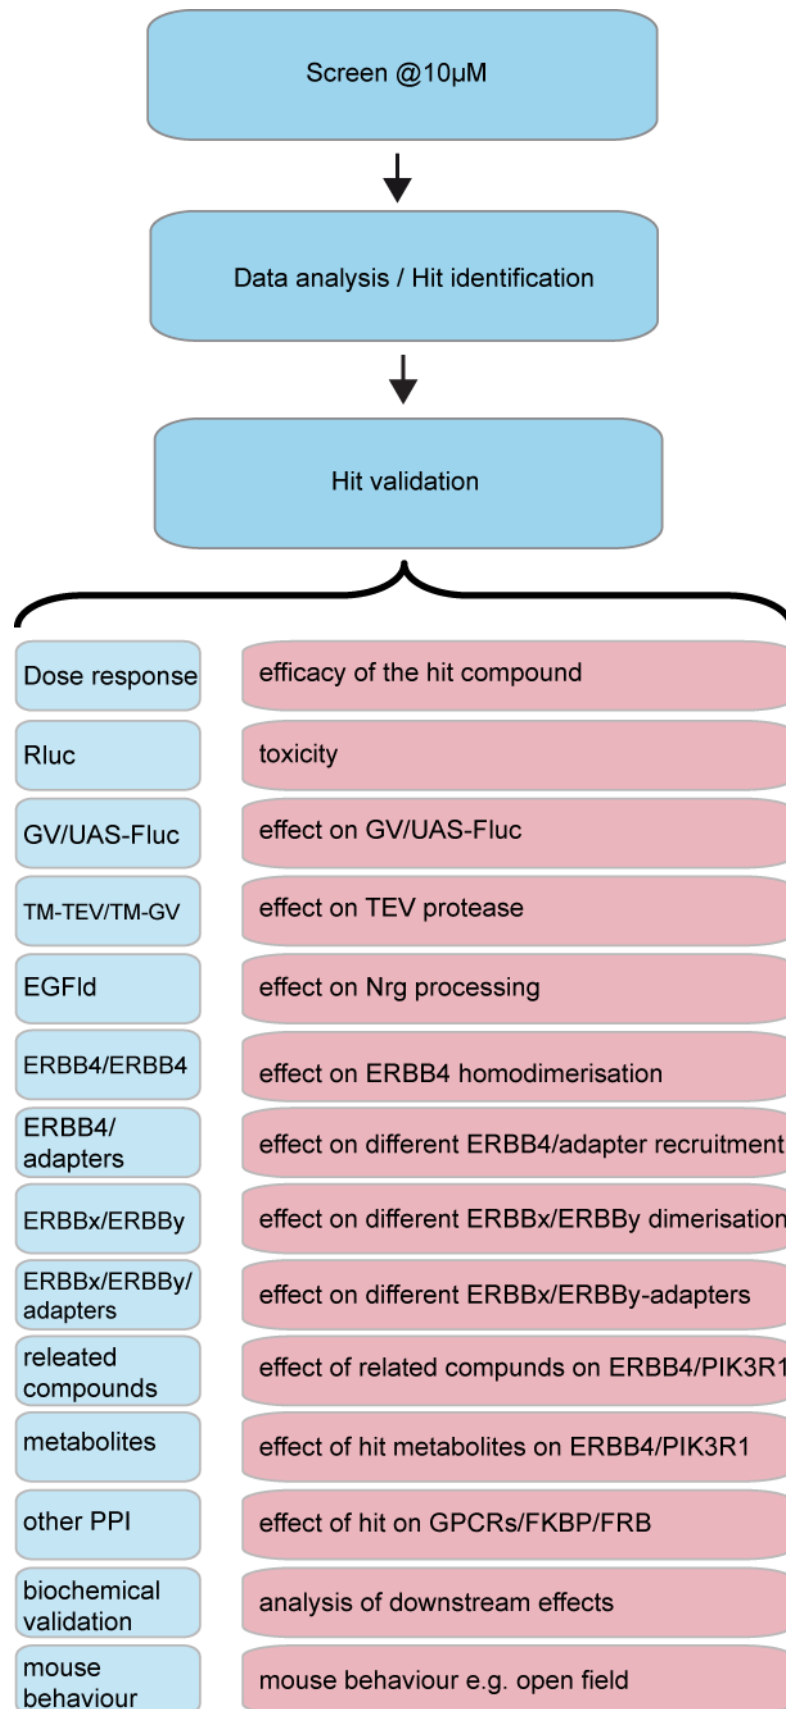 Screen @10µM
Data analysis / Hit identification
Hit validation
Dose response
efficacy of the hit compound
Rluc
toxicity
GV/UAS-Fluc
effect on GV/UAS-Fluc
TM-TEV/TM-GV
effect on TEV protease
EGFld
effect on Nrg processing
ERBB4/ERBB4
effect on ERBB4 homodimerisation
ERBB4/
adapters
effect on different ERBB4/adapter recruitment
ERBBx/ERBBy
effect on different ERBBx/ERBBy dimerisation
ERBBx/ERBBy/
adapters
effect on different ERBBx/ERBBy-adapters
releated
compounds
effect of related compunds on ERBB4/PIK3R1
metabolites
effect of hit metabolites on ERBB4/PIK3R1
other PPI
effect of hit on GPCRs/FKBP/FRB
biochemical
validation
analysis of downstream effects
mouse
behaviour
mouse behaviour e.g. open field